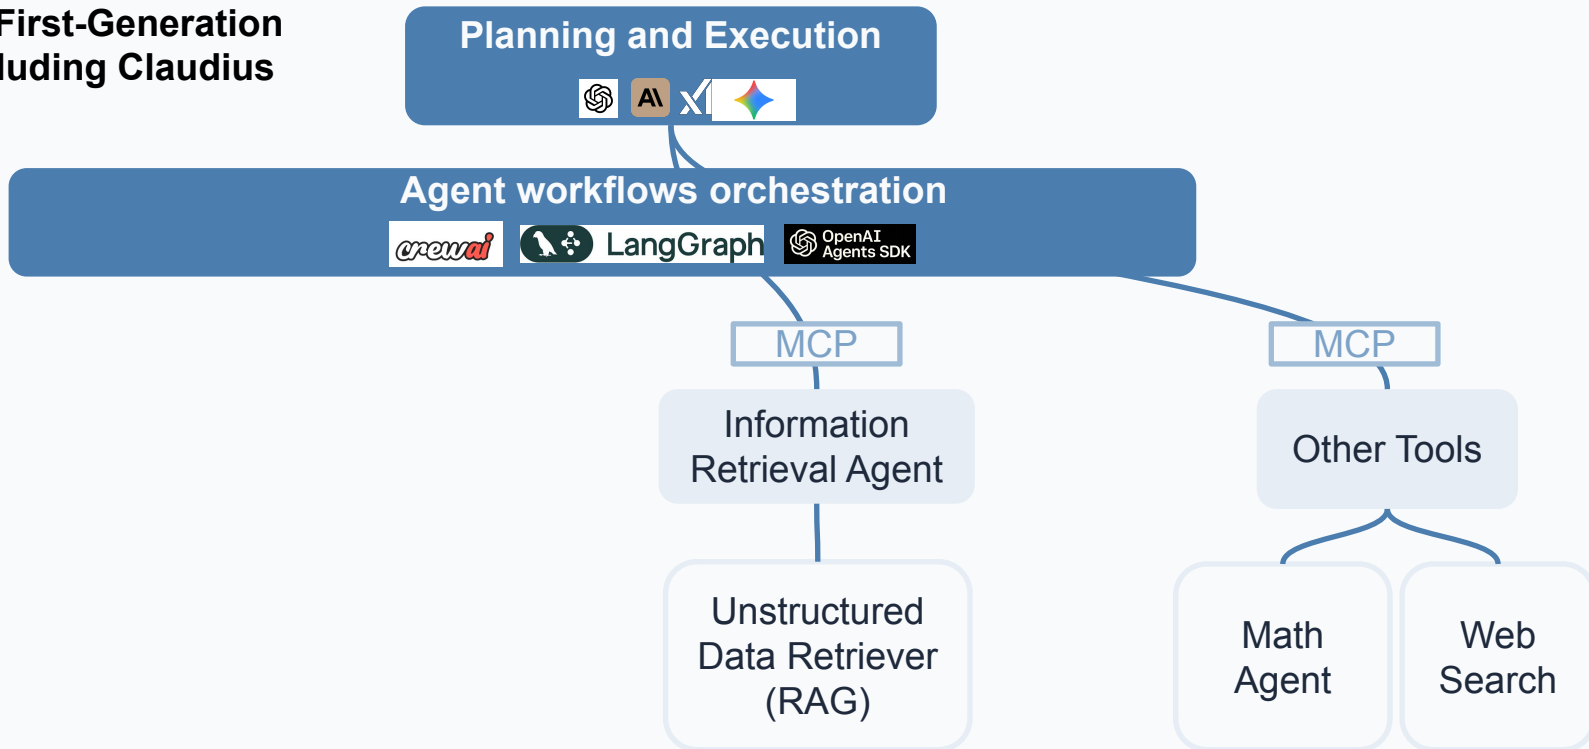 First-Generation
luding Claudius
Planning and Execution
Agent workflows orchestration
crewai
LangGraph
OpenAI
Agents SDK
MCP
MCP
Information
Retrieval Agent
Other Tools
Unstructured
Data Retriever
(RAG)
Math
Agent
Web
Search